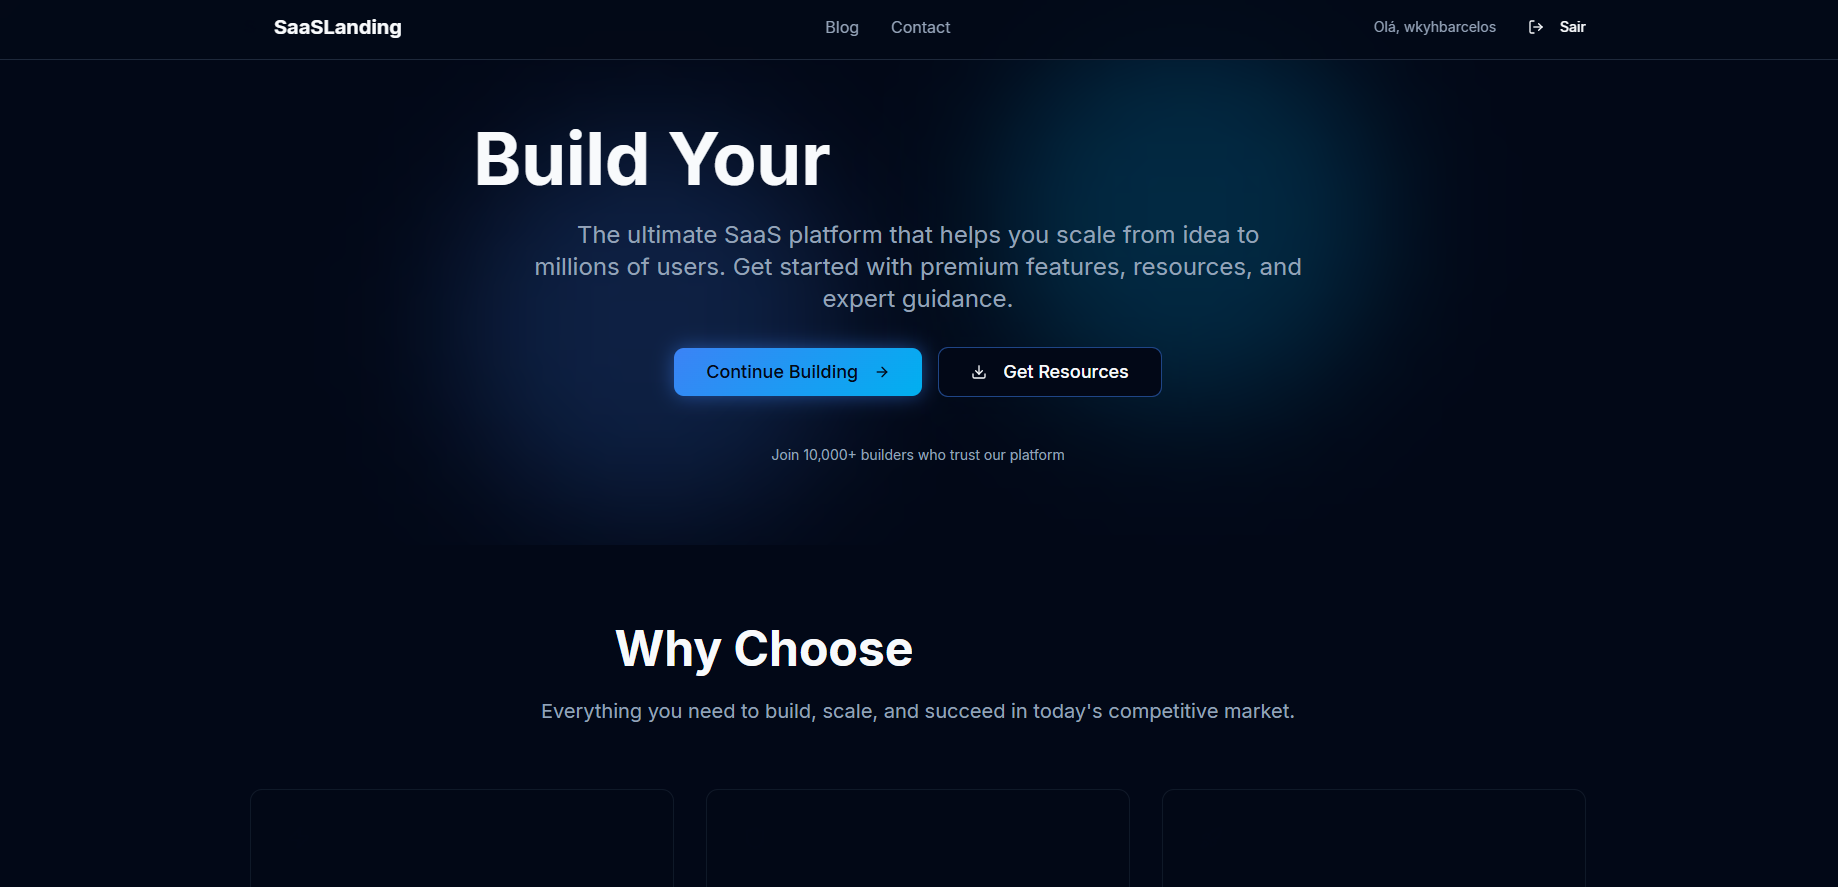 SaaSLanding
Blog
Contact
Olá, wkyhbarcelos
Sair
Build Your
The ultimate SaaS platform that helps you scale from idea to
millions of users. Get started with premium features, resources, and
expert guidance.
Continue Building
Get Resources
Join 10,000+ builders who trust our platform
Why Choose
Everything you need to build, scale, and succeed in today's competitive market.